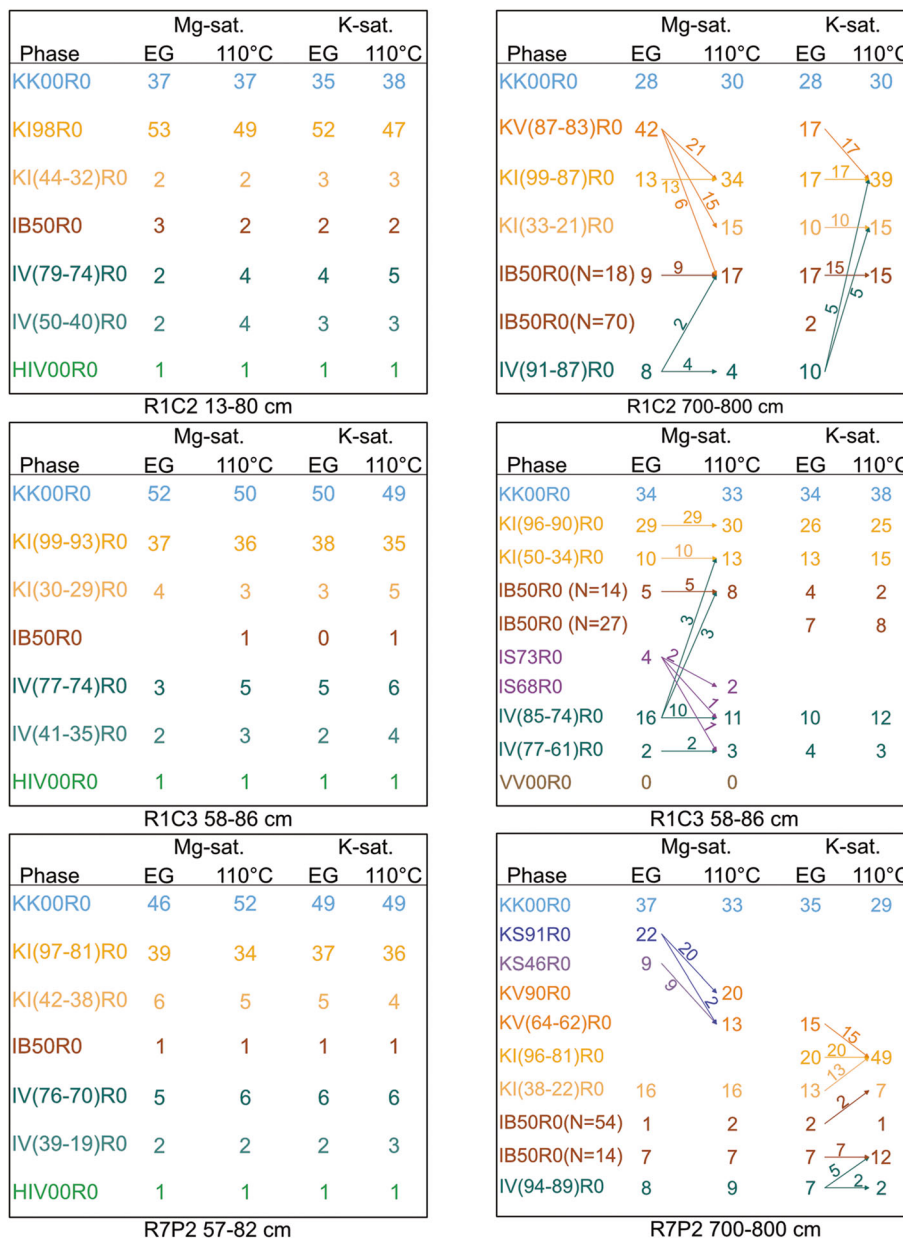 Mg-sat. K-sat.
Phase EG 110°C EG 110°C
KK00R0 37 37 35 38
KI98R0 53 49 52 47
KI(44-32)R0 2 2 3 3
IB50R0 3 2 2 2
IV(79-74)R0 2 4 4 5
IV(50-40)R0 2 4 3 3
HIV00R0 1 1 1 1
R1C2 13-80 cm
Mg-sat. K-sat.
Phase EG 110°C EG 110°C
KK00R0 28 30 28 30
KV(87-83)R0 42 17
21 17
KI(99-87)R0 13 13 34 17 17 39
15
6
KI(33-21)R0 15 10 10 15
IB50R0(N=18) 9 9 17 17 15 15
5
5
2
IB50R0(N=70) 2
IV(91-87)R0 8 4 4 10
R1C2 700-800 cm
Mg-sat. K-sat.
Phase EG 110°C EG 110°C
KK00R0 52 50 50 49
KI(99-93)R0 37 36 38 35
KI(30-29)R0 4 3 3 5
IB50R0 1 0 1
IV(77-74)R0 3 5 5 6
IV(41-35)R0 2 3 2 4
HIV00R0 1 1 1 1
R1C3 58-86 cm
Mg-sat. K-sat.
Phase EG 110°C EG 110°C
KK00R0 34 33 34 38
KI(96-90)R0 29 29 30 26 25
KI(50-34)R0 10 10 13 13 15
IB50R0 (N=14) 5 5 8 4 2
3
3
IB50R0 (N=27) 7 8
IS73R0 4 2
IS68R0 2
1
IV(85-74)R0 16 10 11 10 12
1
IV(77-61)R0 2 2 3 4 3
VV00R0 0 0
R1C3 58-86 cm
Mg-sat. K-sat.
Phase EG 110°C EG 110°C
KK00R0 46 52 49 49
KI(97-81)R0 39 34 37 36
KI(42-38)R0 6 5 5 4
IB50R0 1 1 1 1
IV(76-70)R0 5 6 6 6
IV(39-19)R0 2 2 2 3
HIV00R0 1 1 1 1
R7P2 57-82 cm
Mg-sat. K-sat.
Phase EG 110°C EG 110°C
KK00R0 37 33 35 29
KS91R0 22
20
KS46R0 9
9
2
KV90R0 20
KV(64-62)R0 13 15
15
KI(96-81)R0 20 20 49
13
KI(38-22)R0 16 16 13 7
2
IB50R0(N=54) 1 2 2 1
IB50R0(N=14) 7 7 7 7 12
5
IV(94-89)R0 8 9 7 2 2
R7P2 700-800 cm